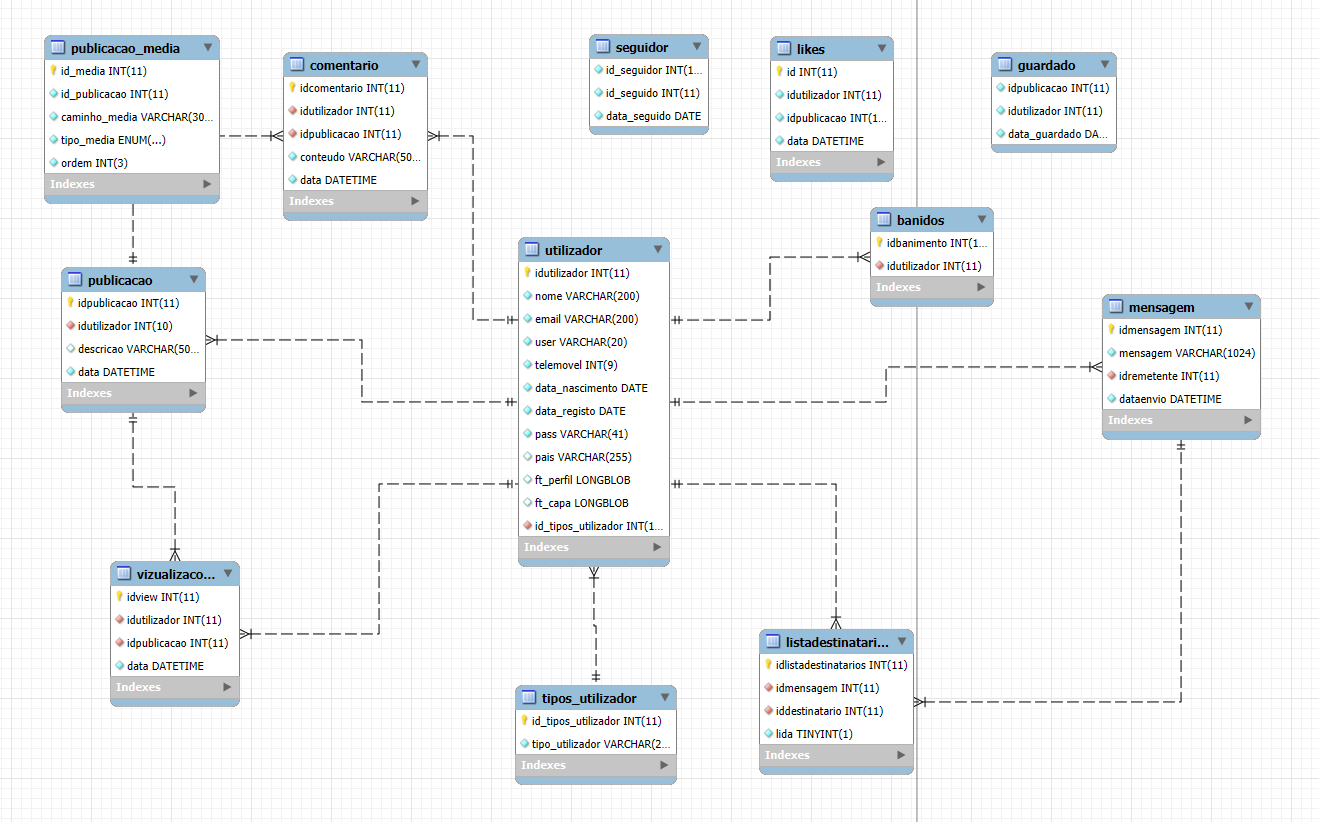 publicacao_media
id_media INT(11)
id_publicacao INT(11)
caminho_media VARCHAR(30...
tipo_media ENUM(...)
ordem INT(3)
Indexes
comentario
idcomentario INT(11)
idutilizador INT(11)
idpublicacao INT(11)
conteudo VARCHAR(50...
data DATETIME
Indexes
seguidor
id_seguidor INT(1...
id_seguido INT(11)
data_seguido DATE
likes
id INT(11)
idutilizador INT(11)
idpublicacao INT(1...
data DATETIME
Indexes
guardado
idpublicacao INT(11)
idutilizador INT(11)
data_guardado DA...
banidos
idbanimento INT(1...
idutilizador INT(11)
Indexes
publicacao
idpublicacao INT(11)
idutilizador INT(10)
descricao VARCHAR(50...
data DATETIME
Indexes
utilizador
idutilizador INT(11)
nome VARCHAR(200)
email VARCHAR(200)
user VARCHAR(20)
telemovel INT(9)
data_nascimento DATE
data_registo DATE
pass VARCHAR(41)
pais VARCHAR(255)
ft_perfil LONGBLOB
ft_capa LONGBLOB
id_tipos_utilizador INT(1...
Indexes
mensagem
idmensagem INT(11)
mensagem VARCHAR(1024)
idremetente INT(11)
dataenvio DATETIME
Indexes
vizualizaco...
idview INT(11)
idutilizador INT(11)
idpublicacao INT(11)
data DATETIME
Indexes
tipos_utilizador
id_tipos_utilizador INT(11)
tipo_utilizador VARCHAR(2...
Indexes
listadestinatari...
idlistadestinatarios INT(11)
idmensagem INT(11)
iddestinatario INT(11)
lida TINYINT(1)
Indexes